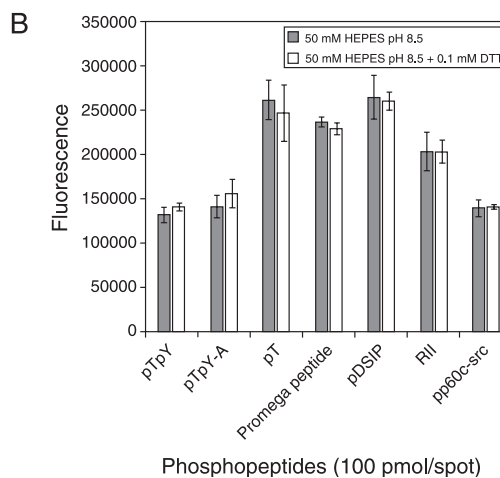 B
350000
300000
250000
200000
150000
100000
50000
0
Fluorescence
50 mM HEPES pH 8.5
50 mM HEPES pH 8.5 + 0.1 mM DTT
pTpY
pTpY-A
pT
Promega peptide
pDSIP
RII
pp60c-src
Phosphopeptides (100 pmol/spot)